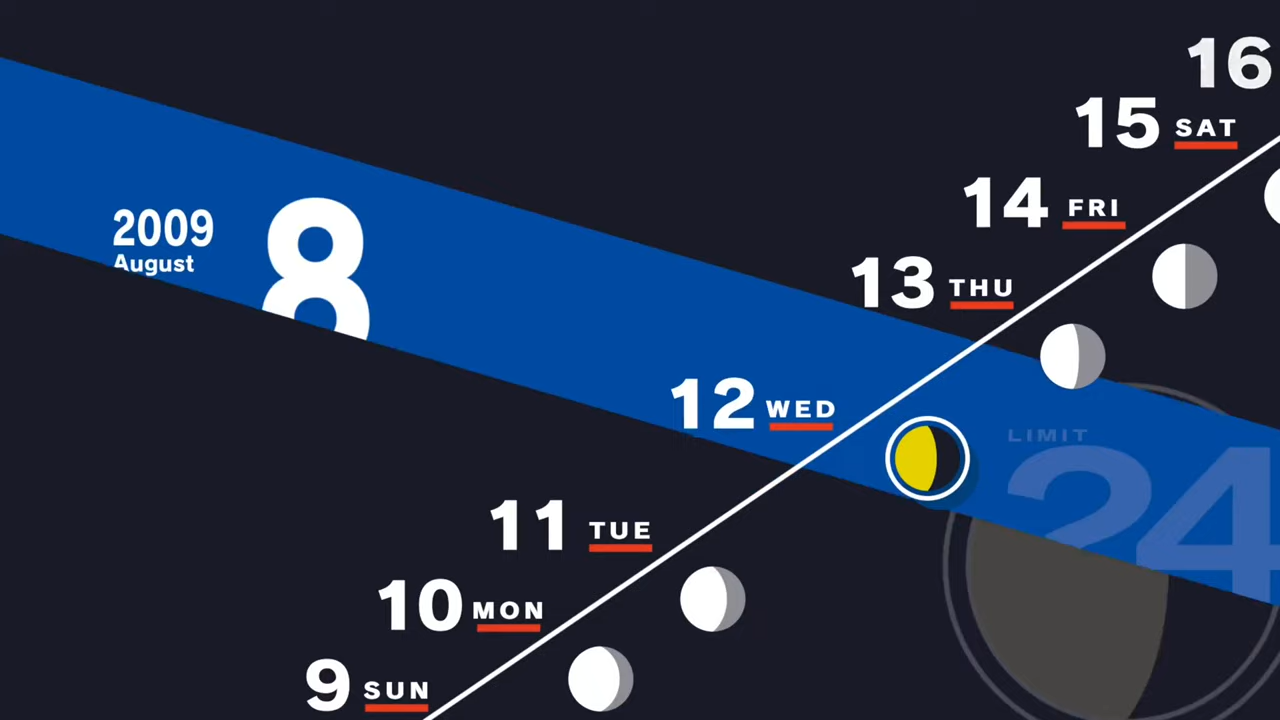 16
15 SAT
14 FRI
2009
August
8
13 THU
12 WED
LIMIT
24
11 TUE
10 MON
9 SUN